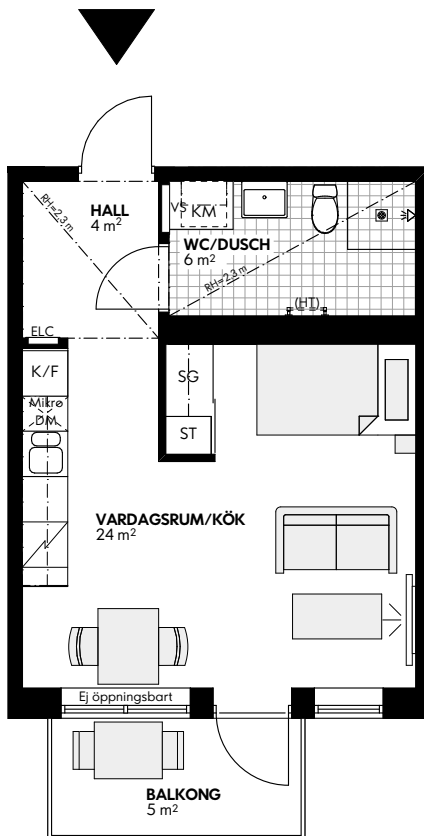 RH=2,3 m
HALL
4 m²
VS
KM
WC/DUSCH
6 m²
RH=2,3 m
(HT)
ELC
K/F
Mikro
DM
SG
ST
VARDAGSRUM/KÖK
24 m²
Ej öppningsbart
BALKONG
5 m²